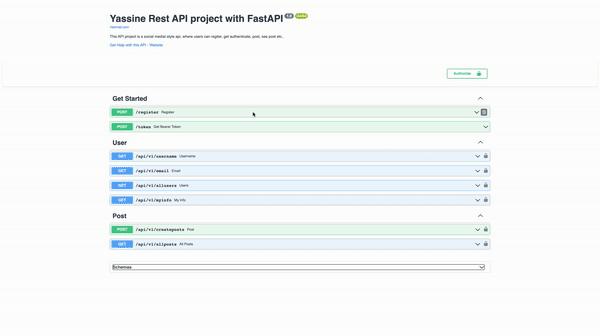 Yassine Rest API project with FastAPI 1.0 OAS3
/openapi.json
This API project is a social medial style api, where users can regiter, get authenticate, post, see post etc..
Get Help with this API - Website
Authorize
Get Started
POST /register Register
POST /token Get Bearer Token
User
GET /api/v1/username Username
GET /api/v1/email Email
GET /api/v1/allusers Users
GET /api/v1/myinfo My Info
Post
POST /api/v1/createposts Post
GET /api/v1/allposts All Posts
Schemas